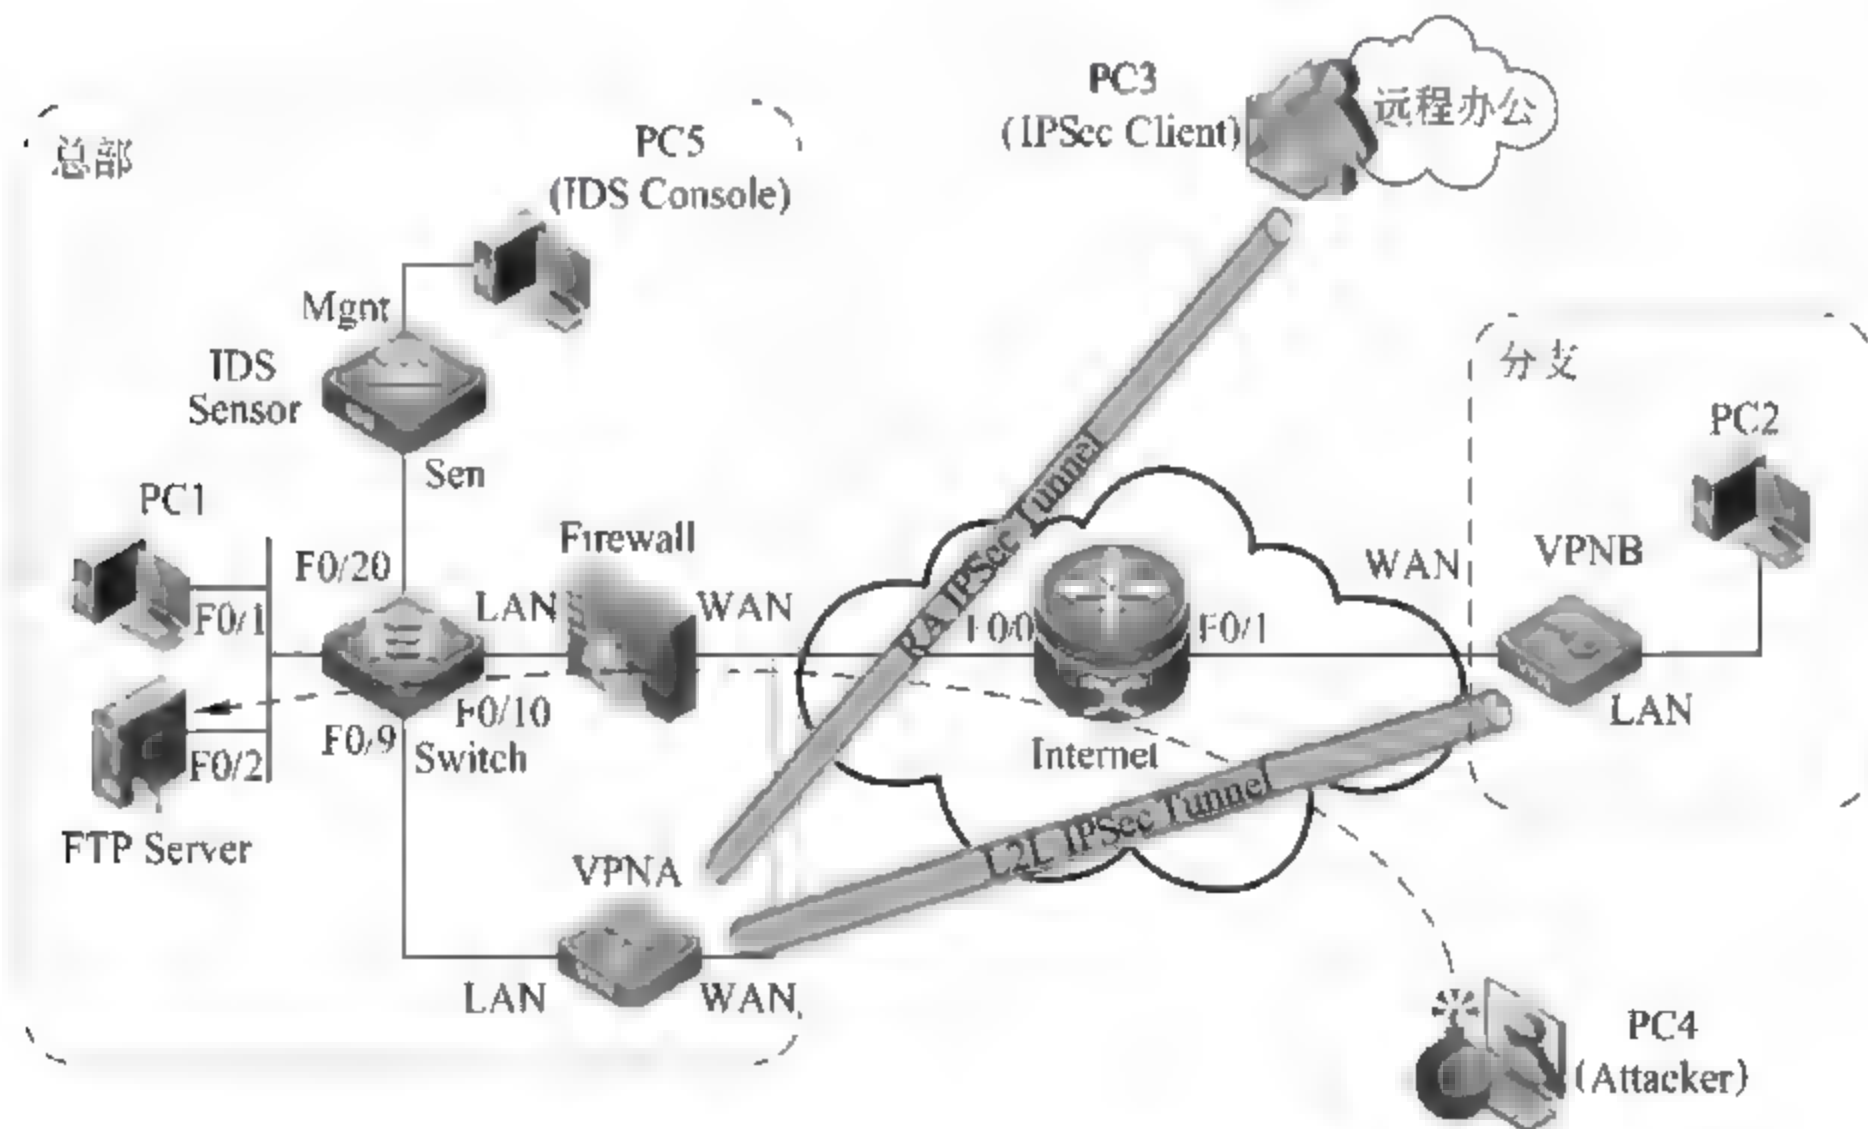 总部
PC5
(IDS Console)
PC3
(IPSec Client)
远程办公
Mgnt
IDS
Sensor
Sen
分支
PC2
PC1
F0/1
F0/20
Firewall
LAN
WAN
RA IPSec Tunnel
F0/0
F0/1
WAN
VPNB
LAN
F0/2
F0/9
F0/10
Switch
Internet
FTP Server
L2L IPSec Tunnel
VPNA
LAN
WAN
PC4
(Attacker)